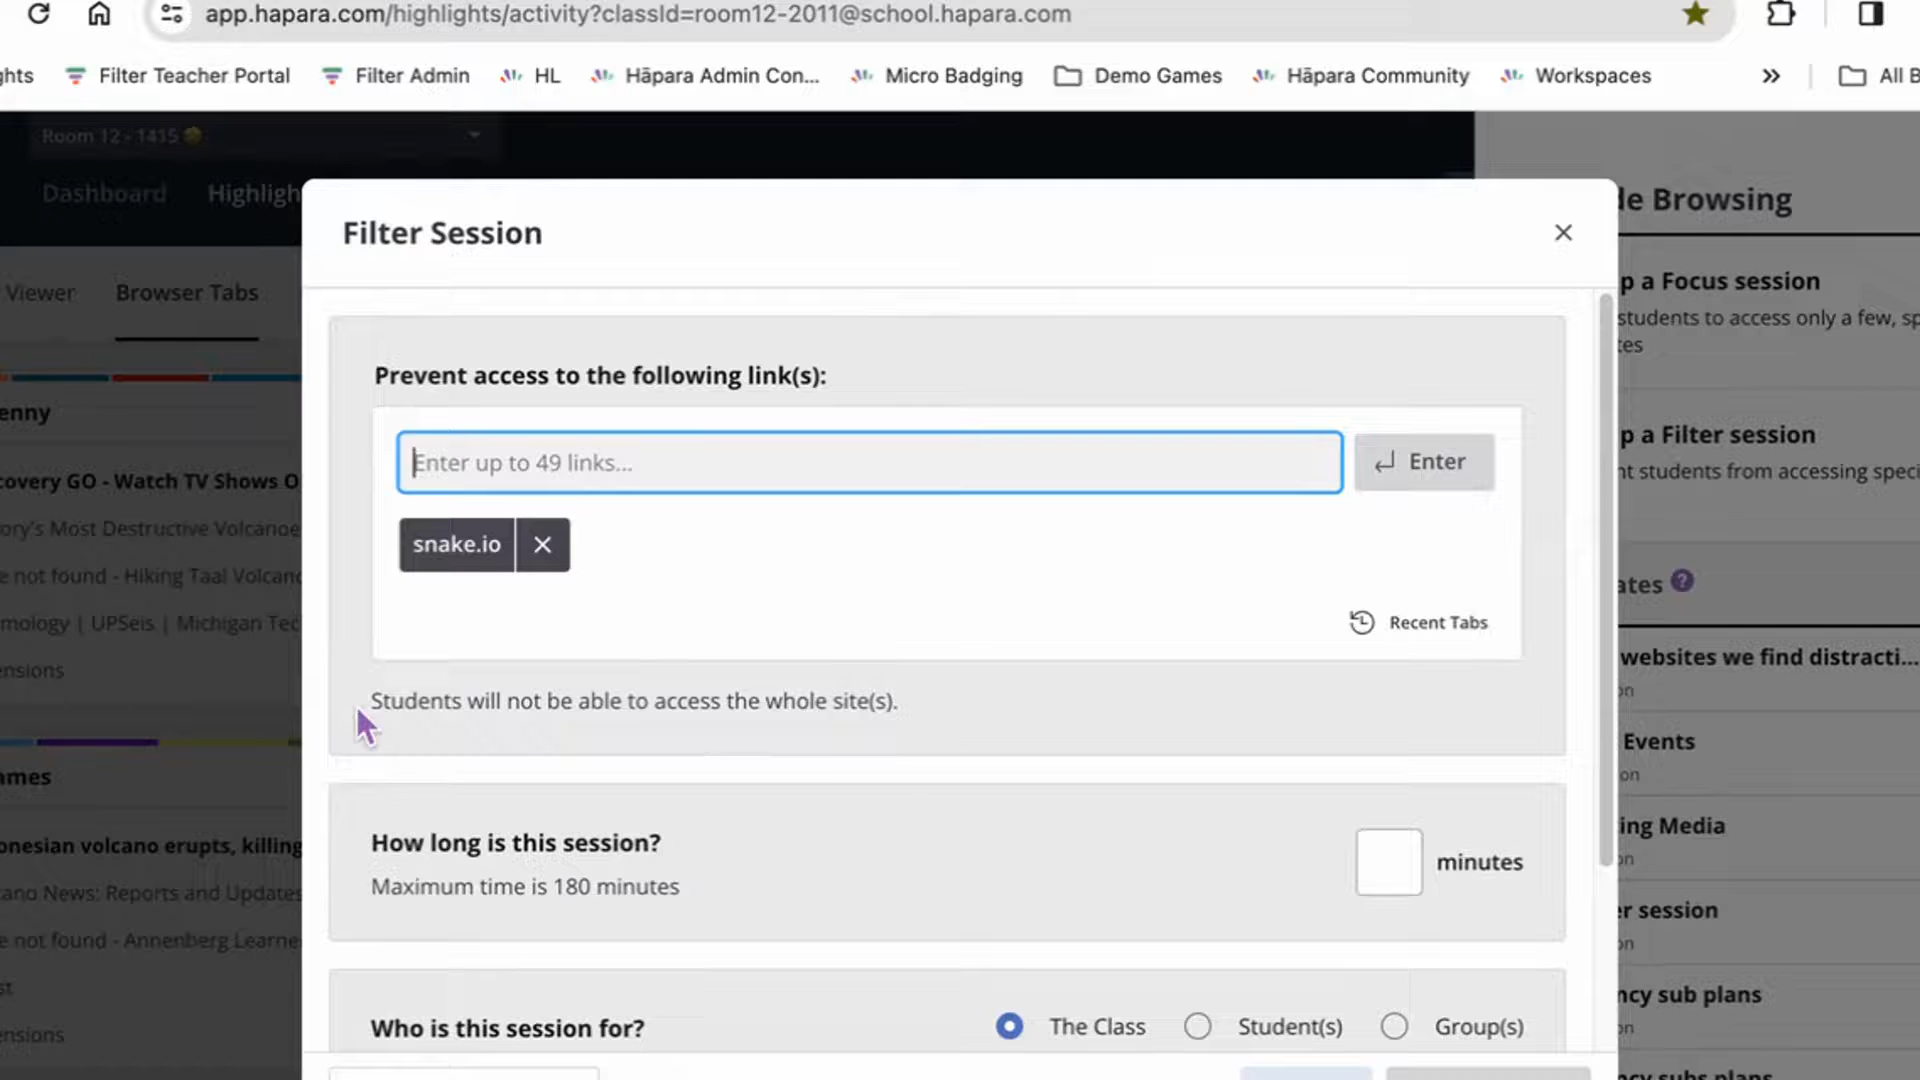 app.hapara.com/highlights/activity?classId=room12-2011@school.hapara.com
ghts Filter Teacher Portal Filter Admin HL Hāpara Admin Con... Micro Badging Demo Games Hāpara Community Workspaces » All B
Room 12 - 1415
Dashboard Highligh
Viewer Browser Tabs
enny
covery GO - Watch TV Shows O
ory's Most Destructive Volcanoe
e not found - Hiking Taal Volcano
mology | UPSeis | Michigan Tec
ensions
ames
onesian volcano erupts, killing
cano News: Reports and Updates
e not found - Annenberg Learne
st
ensions
Filter Session
Prevent access to the following link(s):
Enter up to 49 links...
Enter
snake.io
Recent Tabs
Students will not be able to access the whole site(s).
How long is this session?
Maximum time is 180 minutes
minutes
Who is this session for?
The Class Student(s) Group(s)
de Browsing
p a Focus session
students to access only a few, sp
tes
p a Filter session
nt students from accessing speci
ates ?
websites we find distracti...
on
Events
on
ing Media
on
er session
on
ncy sub plans
on
ncy subs plans